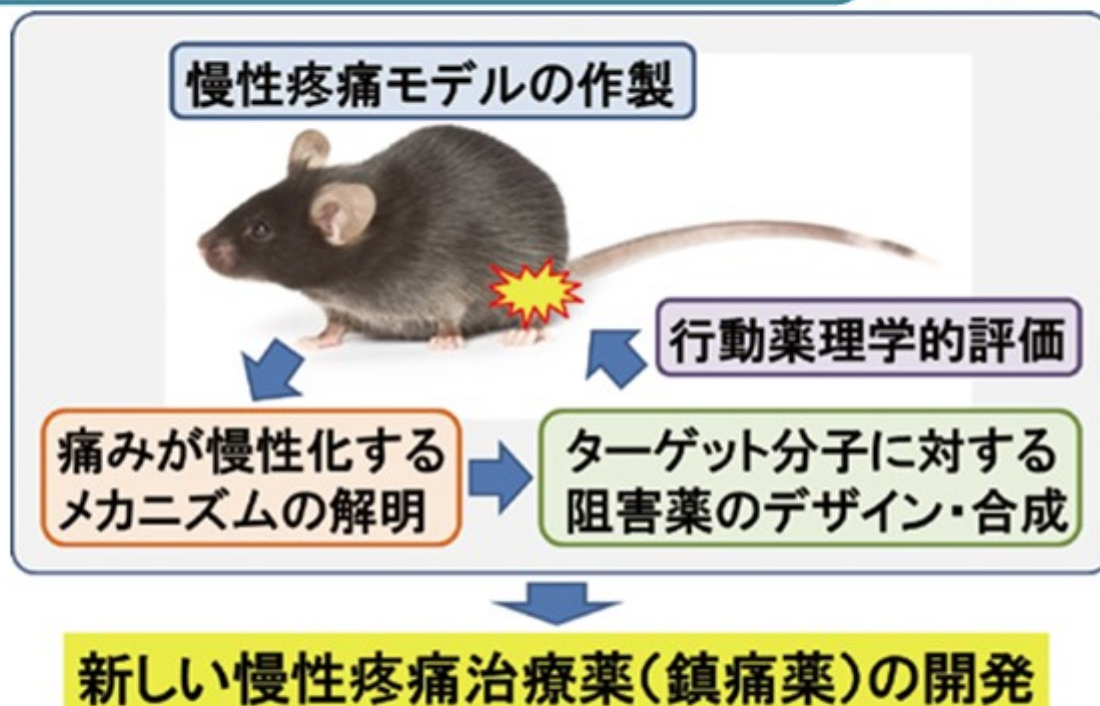 慢性疼痛モデルの作製
行動薬理学的評価
痛みが慢性化する
メカニズムの解明
ターゲット分子に対する
阻害薬のデザイン・合成
新しい慢性疼痛治療薬(鎮痛薬)の開発